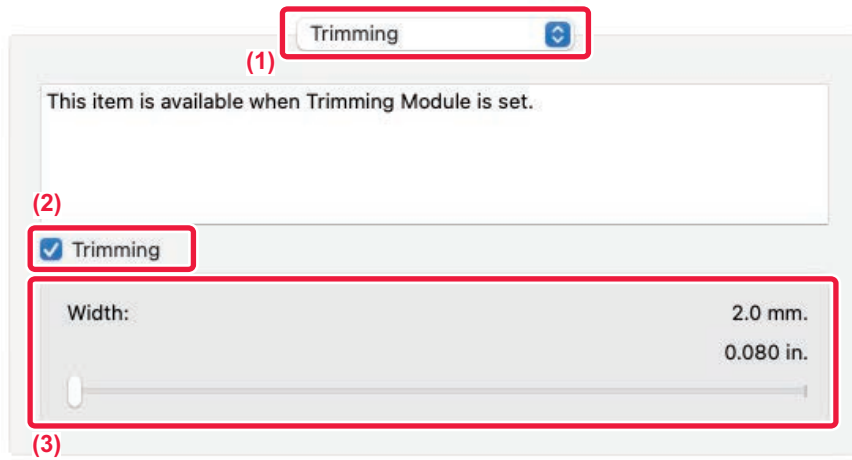 Trimming
(1)
This item is available when Trimming Module is set.
(2)
Trimming
Width: 2.0 mm.
0.080 in.
(3)